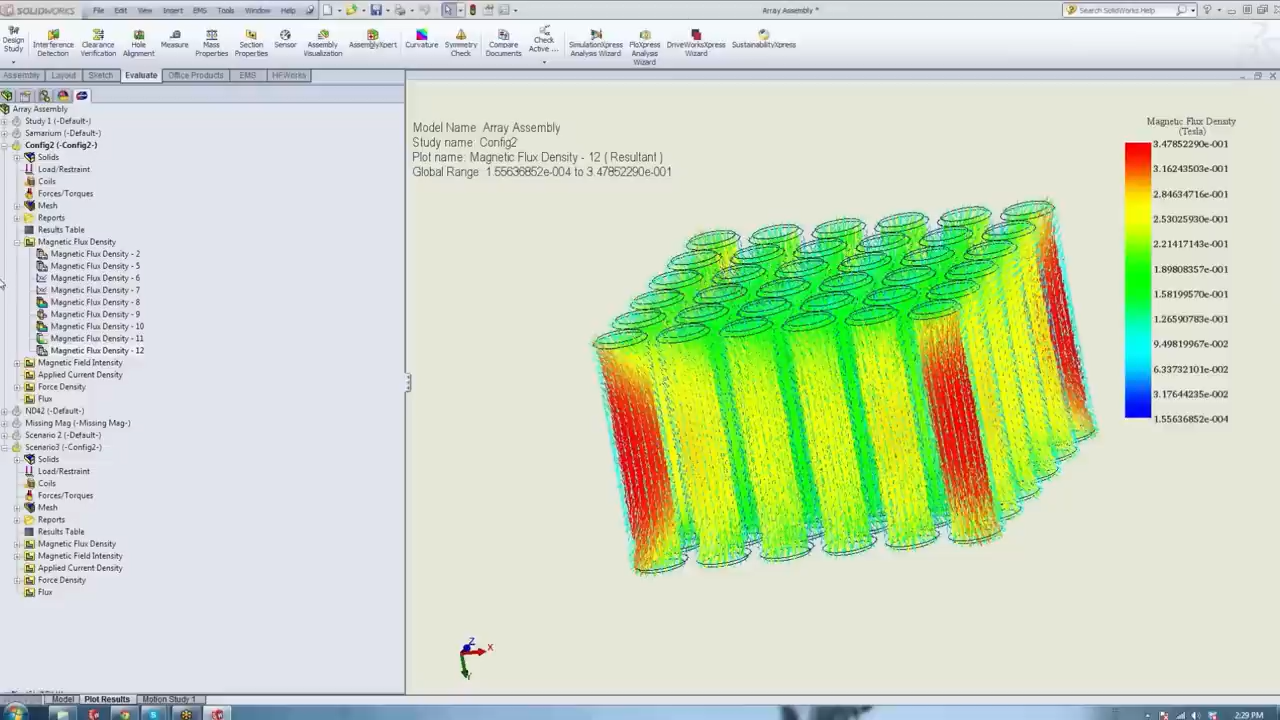 SOLIDWORKS File Edit View Insert EMS Tools Window Help Array Assembly * Search SolidWorks Help
Design Study
Interference Detection
Clearance Verification
Hole Alignment
Measure
Mass Properties
Section Properties
Sensor
Assembly Visualization
AssemblyXpert
Curvature
Symmetry Check
Compare Documents
Check Active ...
SimulationXpress Analysis Wizard
FloXpress Analysis Wizard
DriveWorksXpress Wizard
SustainabilityXpress
Assembly Layout Sketch Evaluate Office Products EMS HFWorks
Array Assembly
Study 1 (-Default-)
Samarium (-Default-)
Config2 (-Config2-)
Solids
Load/Restraint
Coils
Forces/Torques
Mesh
Reports
Results Table
Magnetic Flux Density
Magnetic Flux Density - 2
Magnetic Flux Density - 5
Magnetic Flux Density - 6
Magnetic Flux Density - 7
Magnetic Flux Density - 8
Magnetic Flux Density - 9
Magnetic Flux Density - 10
Magnetic Flux Density - 11
Magnetic Flux Density - 12
Magnetic Field Intensity
Applied Current Density
Force Density
Flux
ND42 (-Default-)
Missing Mag (-Missing Mag-)
Scenario 2 (-Default-)
Scenario3 (-Config2-)
Solids
Load/Restraint
Coils
Forces/Torques
Mesh
Reports
Results Table
Magnetic Flux Density
Magnetic Field Intensity
Applied Current Density
Force Density
Flux
Model Name Array Assembly
Study name: Config2
Plot name: Magnetic Flux Density - 12 ( Resultant )
Global Range 1.55636852e-004 to 3.47852290e-001
Magnetic Flux Density
(Tesla)
3.47852290e-001
3.16243503e-001
2.84634716e-001
2.53025930e-001
2.21417143e-001
1.89808357e-001
1.58199570e-001
1.26590783e-001
9.49819967e-002
6.33732101e-002
3.17644235e-002
1.55636852e-004
Z
X
Y
Model Plot Results Motion Study 1
2:29 PM